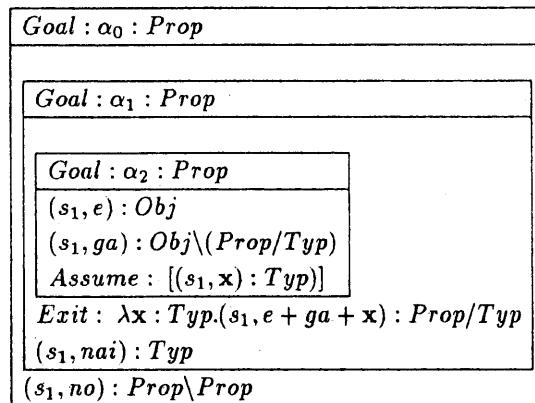 Goal : α₀ : Prop
Goal : α₁ : Prop
Goal : α₂ : Prop
(s₁, e) : Obj
(s₁, ga) : Obj\(Prop/Typ)
Assume : [(s₁, x) : Typ)]
Exit : λx : Typ.(s₁, e + ga + x) : Prop/Typ
(s₁, nai) : Typ
(s₁, no) : Prop\Prop